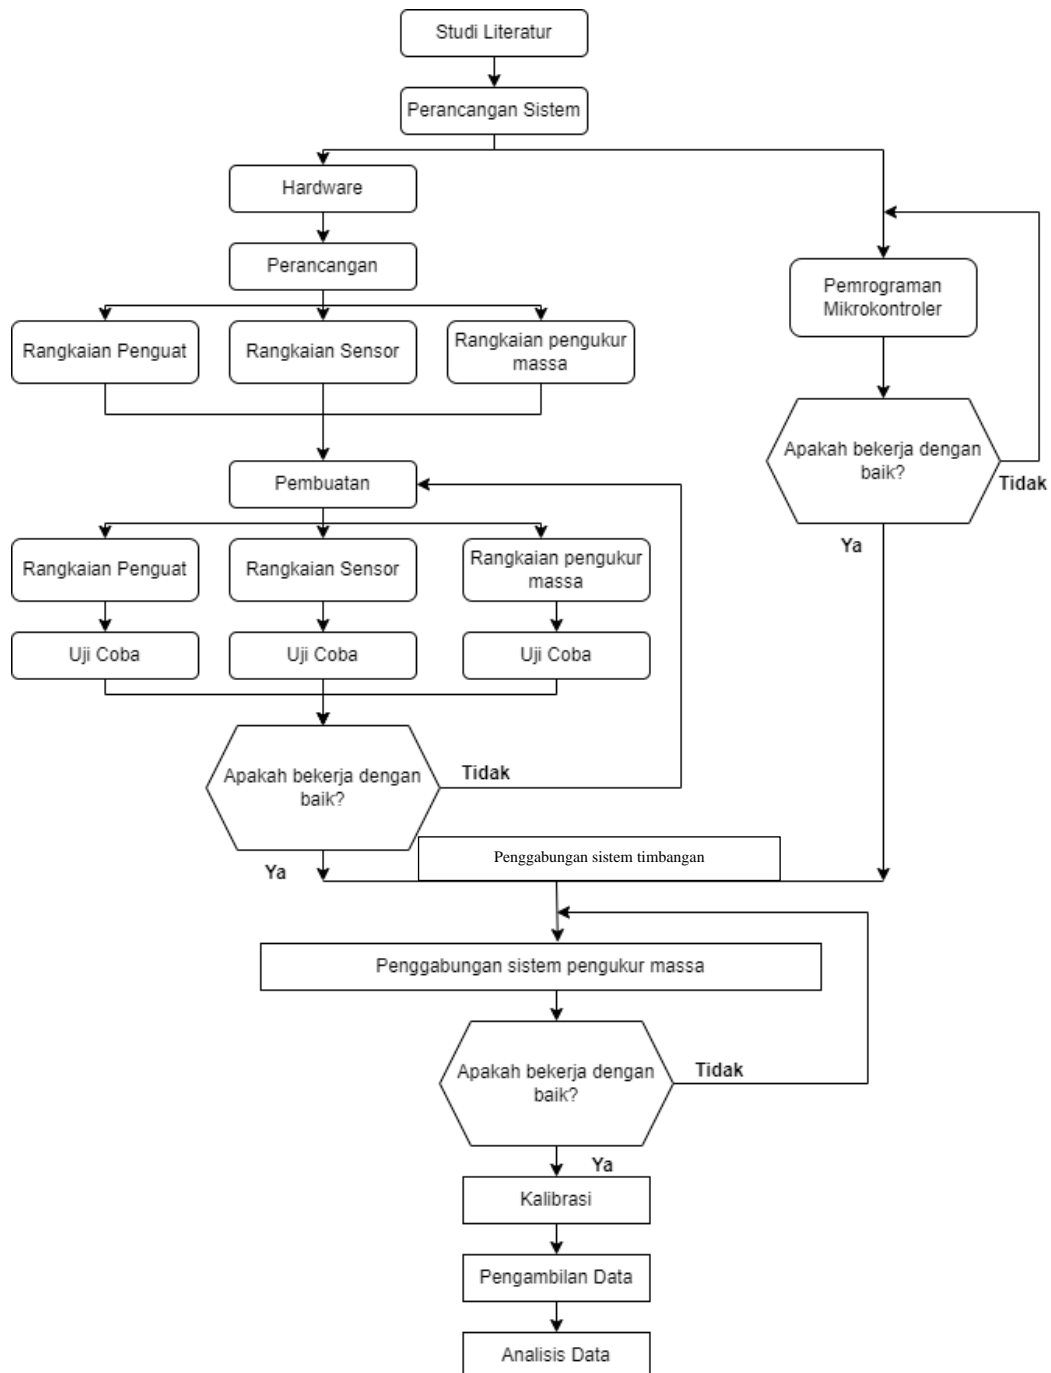 Studi Literatur
Perancangan Sistem
Hardware
Perancangan
Pemrograman
Mikrokontroler
Rangkaian Penguat
Rangkaian Sensor
Rangkaian pengukur
massa
Apakah bekerja dengan
baik?
Tidak
Ya
Pembuatan
Rangkaian Penguat
Rangkaian Sensor
Rangkaian pengukur
massa
Uji Coba
Uji Coba
Uji Coba
Apakah bekerja dengan
baik?
Tidak
Ya
Penggabungan sistem timbangan
Penggabungan sistem pengukur massa
Apakah bekerja dengan
baik?
Tidak
Ya
Kalibrasi
Pengambilan Data
Analisis Data